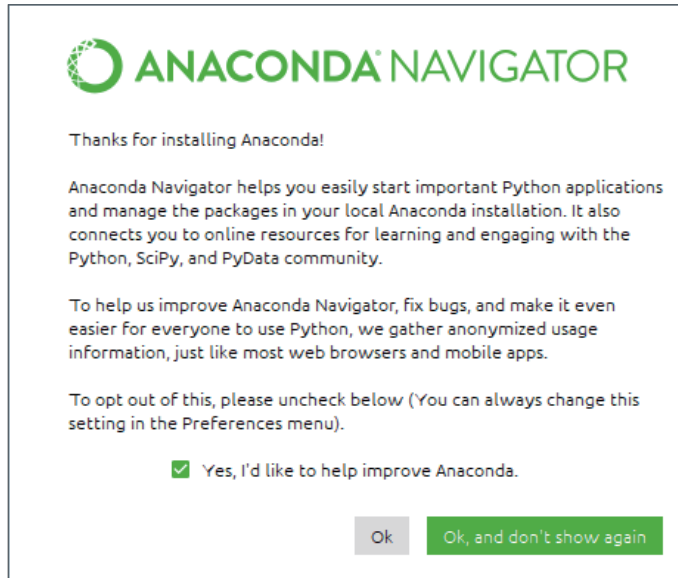 ANACONDA® NAVIGATOR
Thanks for installing Anaconda!
Anaconda Navigator helps you easily start important Python applications
and manage the packages in your local Anaconda installation. It also
connects you to online resources for learning and engaging with the
Python, SciPy, and PyData community.
To help us improve Anaconda Navigator, fix bugs, and make it even
easier for everyone to use Python, we gather anonymized usage
information, just like most web browsers and mobile apps.
To opt out of this, please uncheck below (You can always change this
setting in the Preferences menu).
Yes, I'd like to help improve Anaconda.
Ok Ok, and don't show again